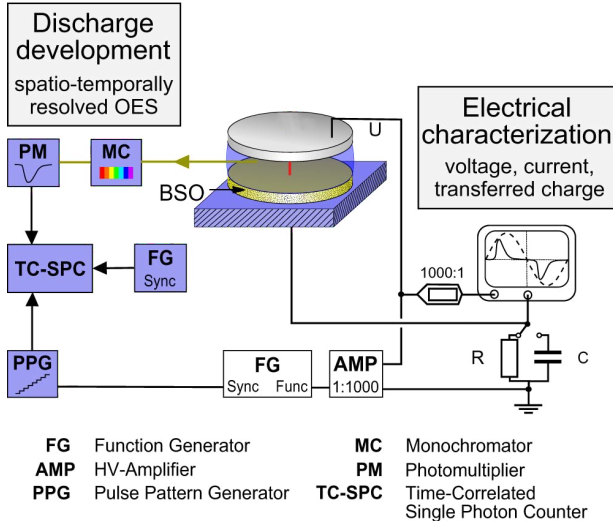 Discharge
development
spatio-temporally
resolved OES
U
Electrical
characterization
voltage, current,
transferred charge
PM
MC
BSO
TC-SPC
FG
Sync
1000:1
R
C
PPG
FG
Sync Func
AMP
1:1000
FG Function Generator
AMP HV-Amplifier
PPG Pulse Pattern Generator
MC Monochromator
PM Photomultiplier
TC-SPC Time-Correlated
Single Photon Counter